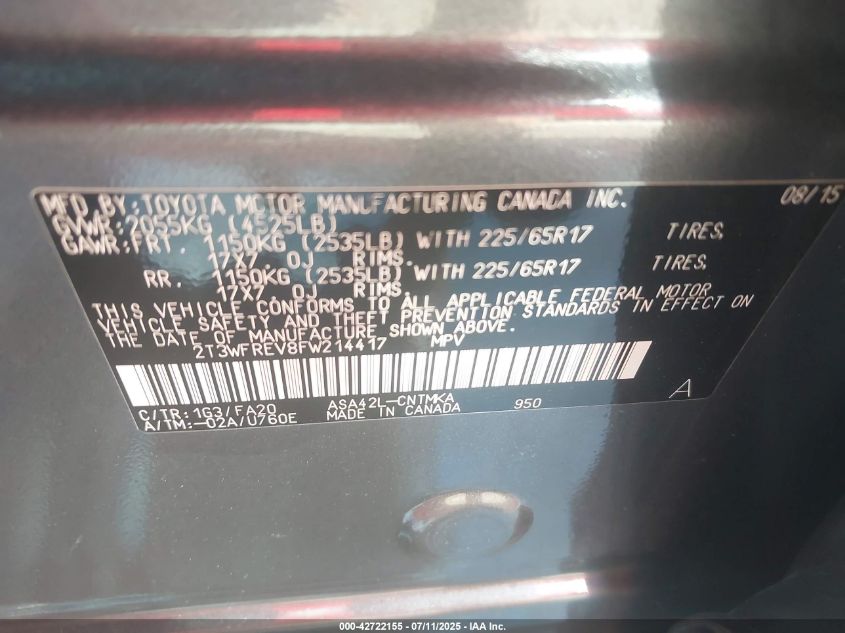 MFD. BY: TOYOTA MOTOR MANUFACTURING CANADA INC. 08/15
GVWR: 2055KG (4525LB)
GAWR: FRT. 1150KG (2535LB) WITH 225/65R17 TIRES,
17X7.0J RIMS.
RR. 1150KG (2535LB) WITH 225/65R17 TIRES,
17X7.0J RIMS.
THIS VEHICLE CONFORMS TO ALL APPLICABLE FEDERAL MOTOR
VEHICLE SAFETY AND THEFT PREVENTION STANDARDS IN EFFECT ON
THE DATE OF MANUFACTURE SHOWN ABOVE.
2T3WFREV8FW214417 MPV
A
C/TR: 1G3/FA20 ASA42L-CNTMKA 950
A/TM: -02A/U760E MADE IN CANADA
000-42722155 - 07/11/2025 - IAA Inc.